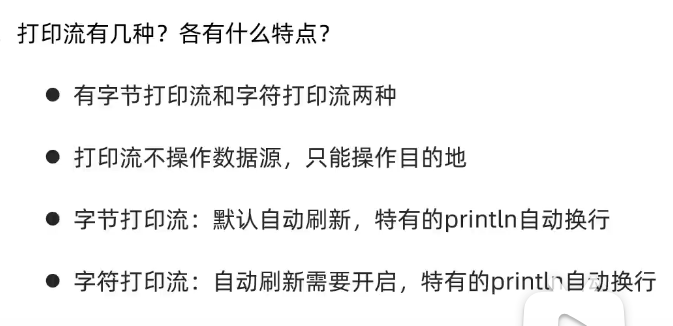 打印流有几种？各有什么特点？
● 有字节打印流和字符打印流两种
● 打印流不操作数据源，只能操作目的地
● 字节打印流：默认自动刷新，特有的println自动换行
● 字符打印流：自动刷新需要开启，特有的println自动换行